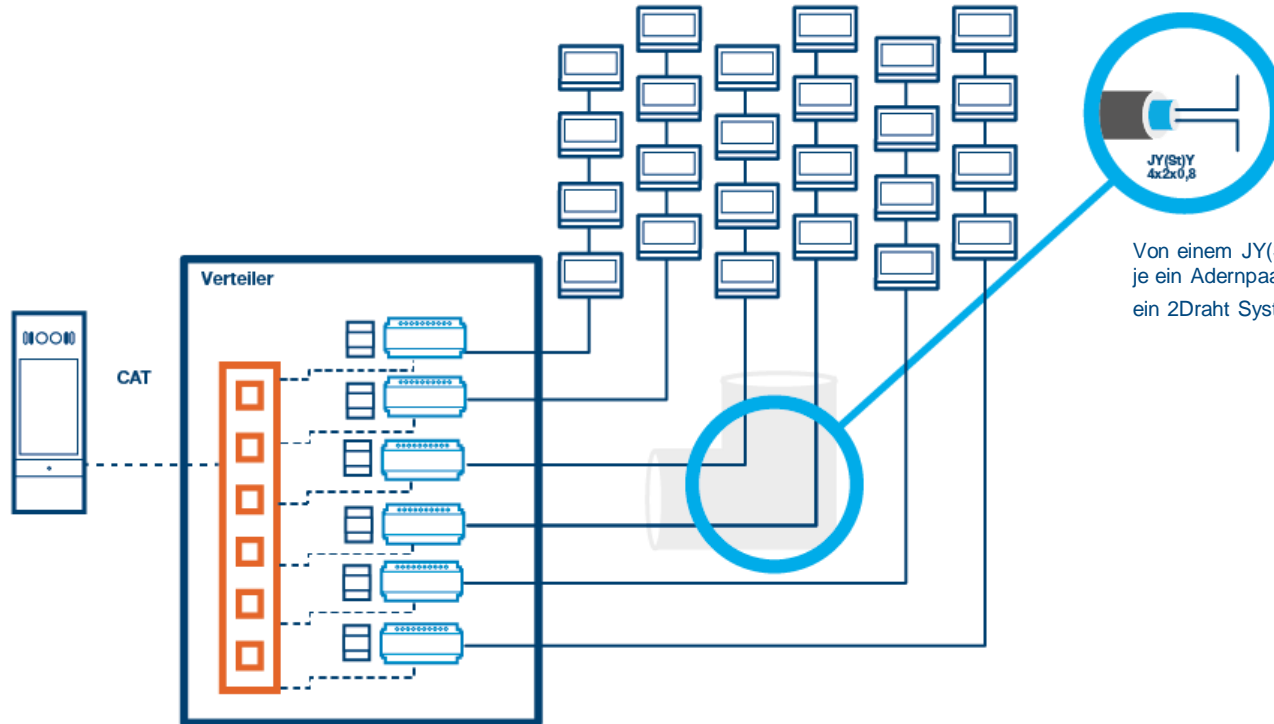 Verteiler
CAT
JY(St)Y
4x2x0,8
Von einem JY(
je ein Adernpaa
ein 2Draht Syst